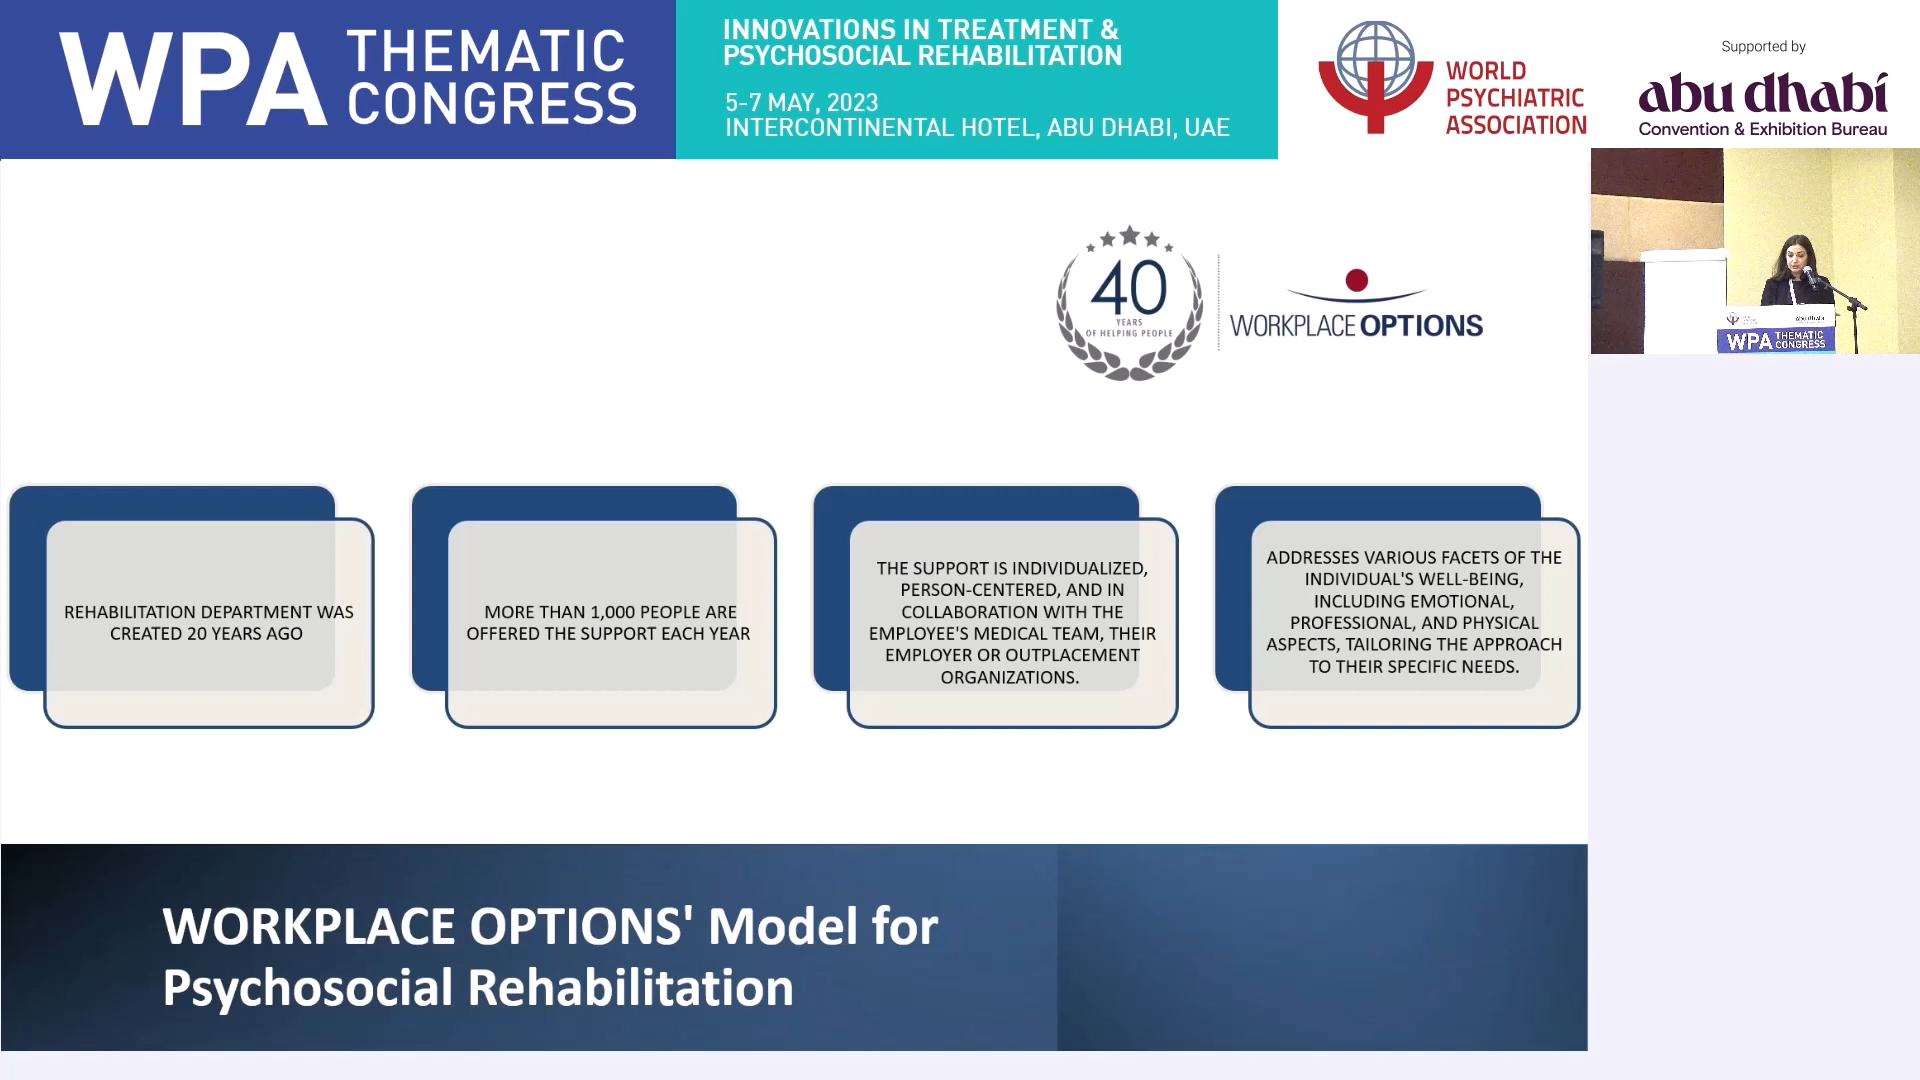 WPA THEMATIC
CONGRESS
INNOVATIONS IN TREATMENT &
PSYCHOSOCIAL REHABILITATION
5-7 MAY, 2023
INTERCONTINENTAL HOTEL, ABU DHABI, UAE
WORLD
PSYCHIATRIC
ASSOCIATION
Supported by
abu dhabi
Convention & Exhibition Bureau
40
YEARS
OF HELPING PEOPLE
WORKPLACE OPTIONS
abu dhabi
WPA THEMATIC
CONGRESS
REHABILITATION DEPARTMENT WAS
CREATED 20 YEARS AGO
MORE THAN 1,000 PEOPLE ARE
OFFERED THE SUPPORT EACH YEAR
THE SUPPORT IS INDIVIDUALIZED,
PERSON-CENTERED, AND IN
COLLABORATION WITH THE
EMPLOYEE'S MEDICAL TEAM, THEIR
EMPLOYER OR OUTPLACEMENT
ORGANIZATIONS.
ADDRESSES VARIOUS FACETS OF THE
INDIVIDUAL'S WELL-BEING,
INCLUDING EMOTIONAL,
PROFESSIONAL, AND PHYSICAL
ASPECTS, TAILORING THE APPROACH
TO THEIR SPECIFIC NEEDS.
WORKPLACE OPTIONS' Model for
Psychosocial Rehabilitation